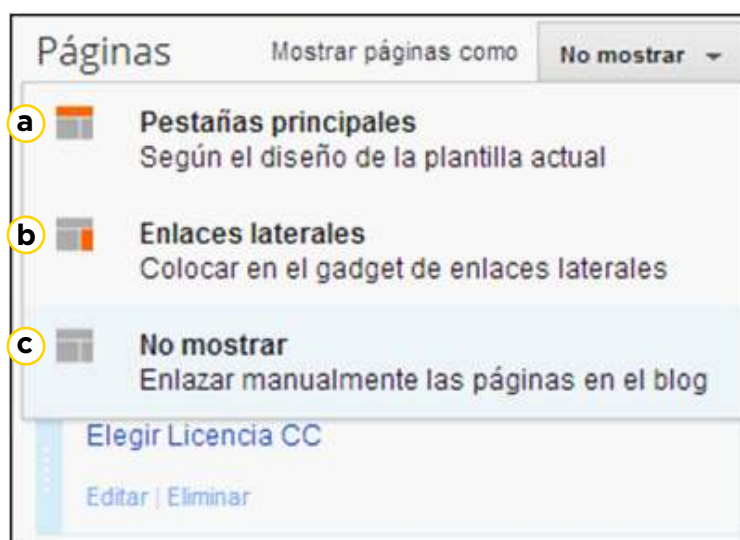 Páginas Mostrar páginas como No mostrar
a Pestañas principales
Según el diseño de la plantilla actual
b Enlaces laterales
Colocar en el gadget de enlaces laterales
c No mostrar
Enlazar manualmente las páginas en el blog
Elegir Licencia CC
Editar | Eliminar